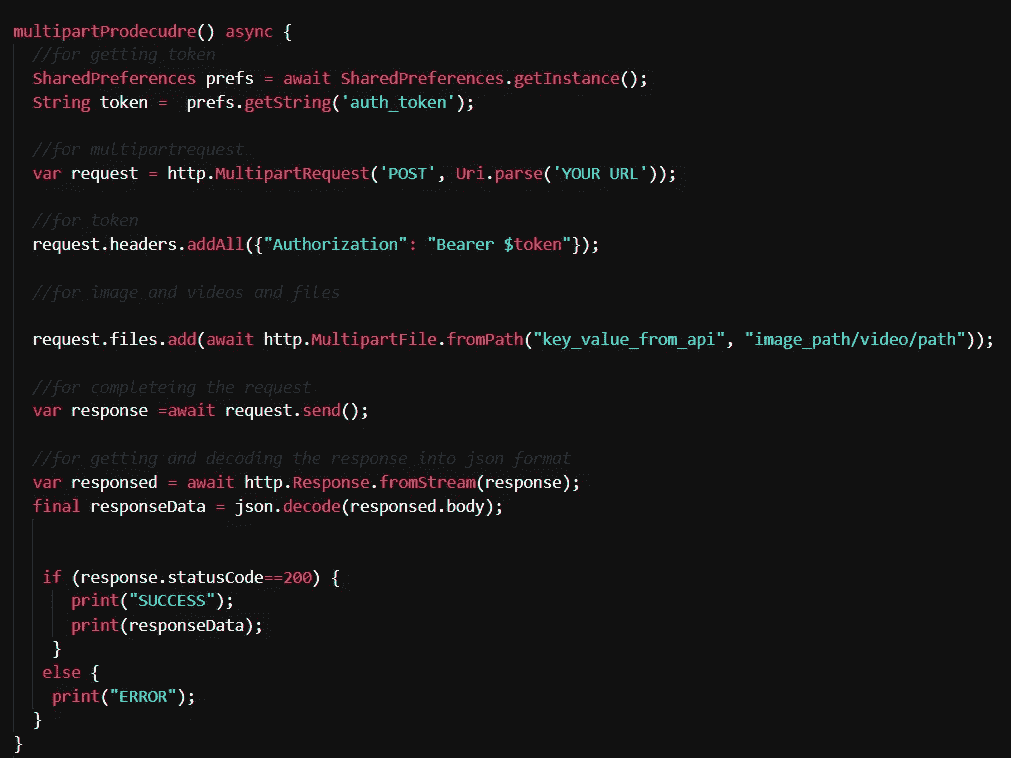 multipartProdecudre() async {
//for getting token
SharedPreferences prefs = await SharedPreferences.getInstance();
String token =  prefs.getString('auth_token');
//for multipartrequest
var request = http.MultipartRequest('POST', Uri.parse('YOUR URL'));
//for token
request.headers.addAll({"Authorization": "Bearer $token"});
//for image and videos and files
request.files.add(await http.MultipartFile.fromPath("key_value_from_api", "image_path/video/path"));
//for completeing the request
var response =await request.send();
//for getting and decoding the response into json format
var responsed = await http.Response.fromStream(response);
final responseData = json.decode(responsed.body);
if (response.statusCode==200) {
print("SUCCESS");
print(responseData);
}
else {
print("ERROR");
}
}